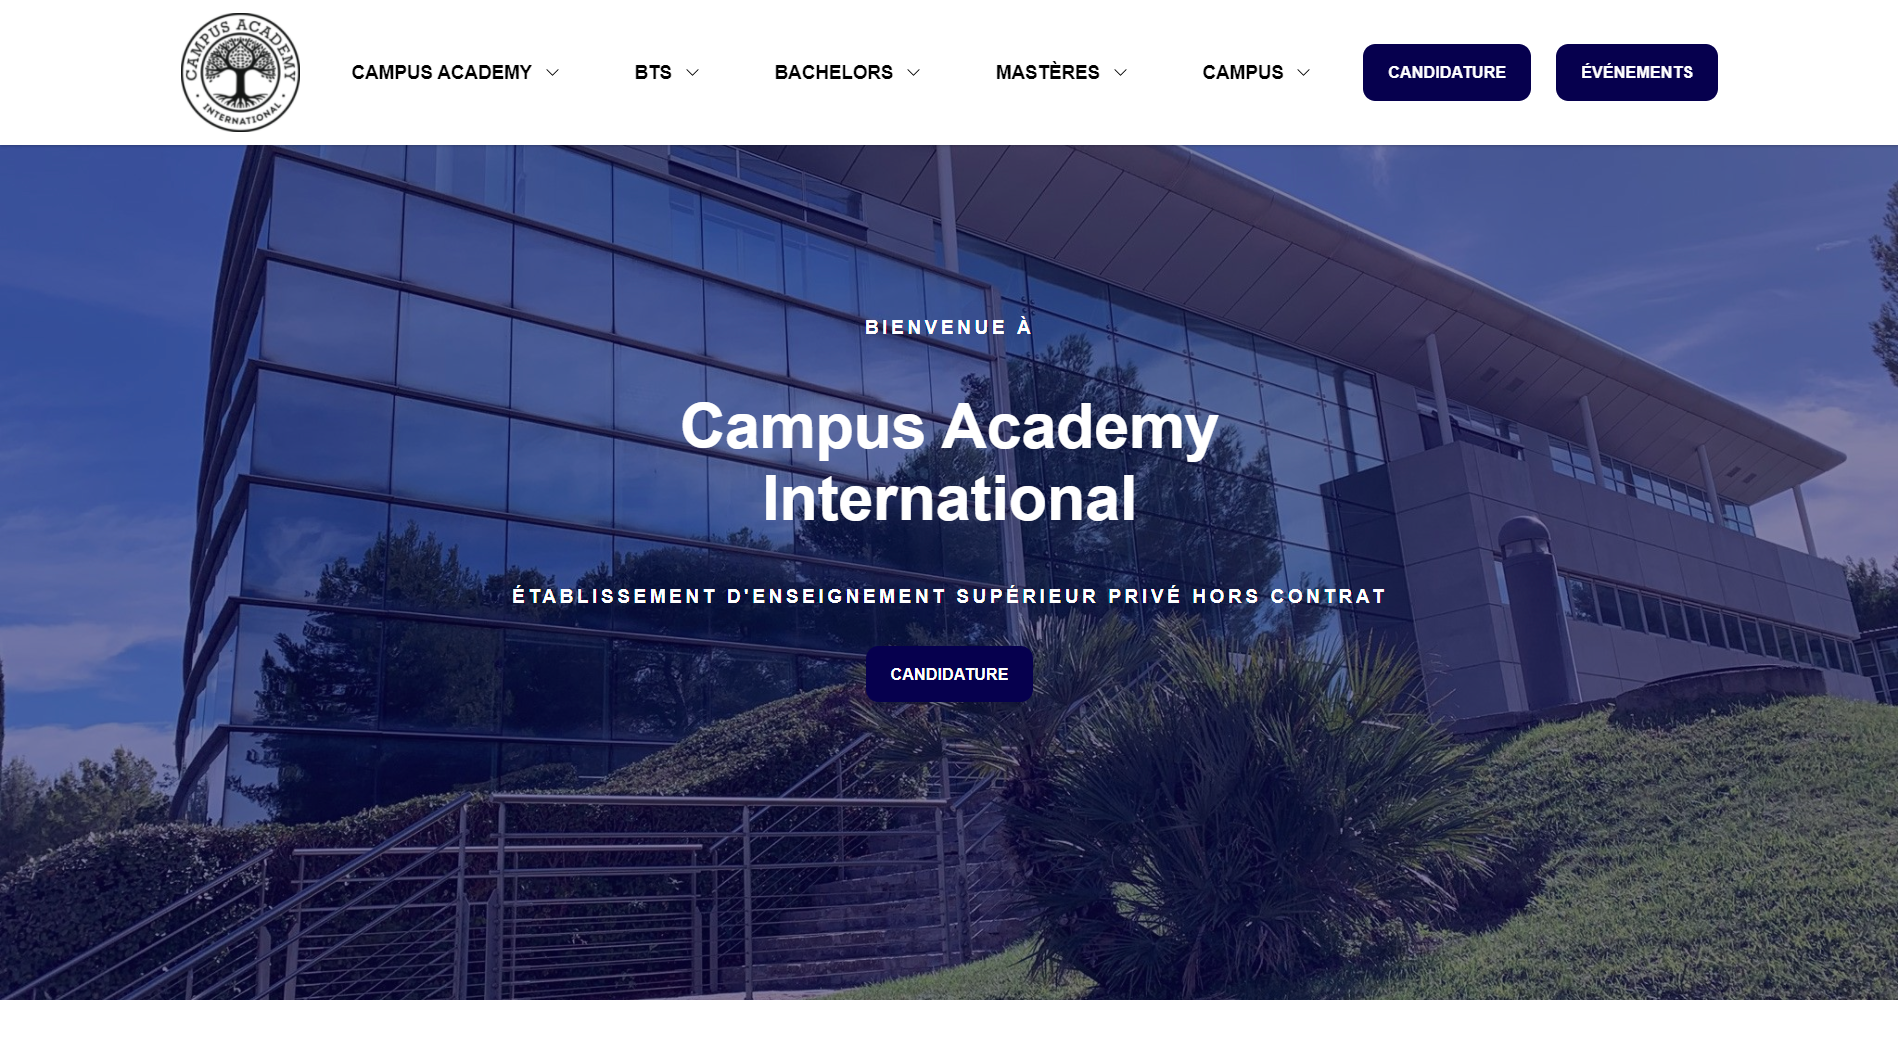 CAMPUS ACADEMY
INTERNATIONAL
CAMPUS ACADEMY
BTS
BACHELORS
MASTÈRES
CAMPUS
CANDIDATURE
ÉVÉNEMENTS
BIENVENUE À
Campus Academy
International
ÉTABLISSEMENT D'ENSEIGNEMENT SUPÉRIEUR PRIVÉ HORS CONTRAT
CANDIDATURE